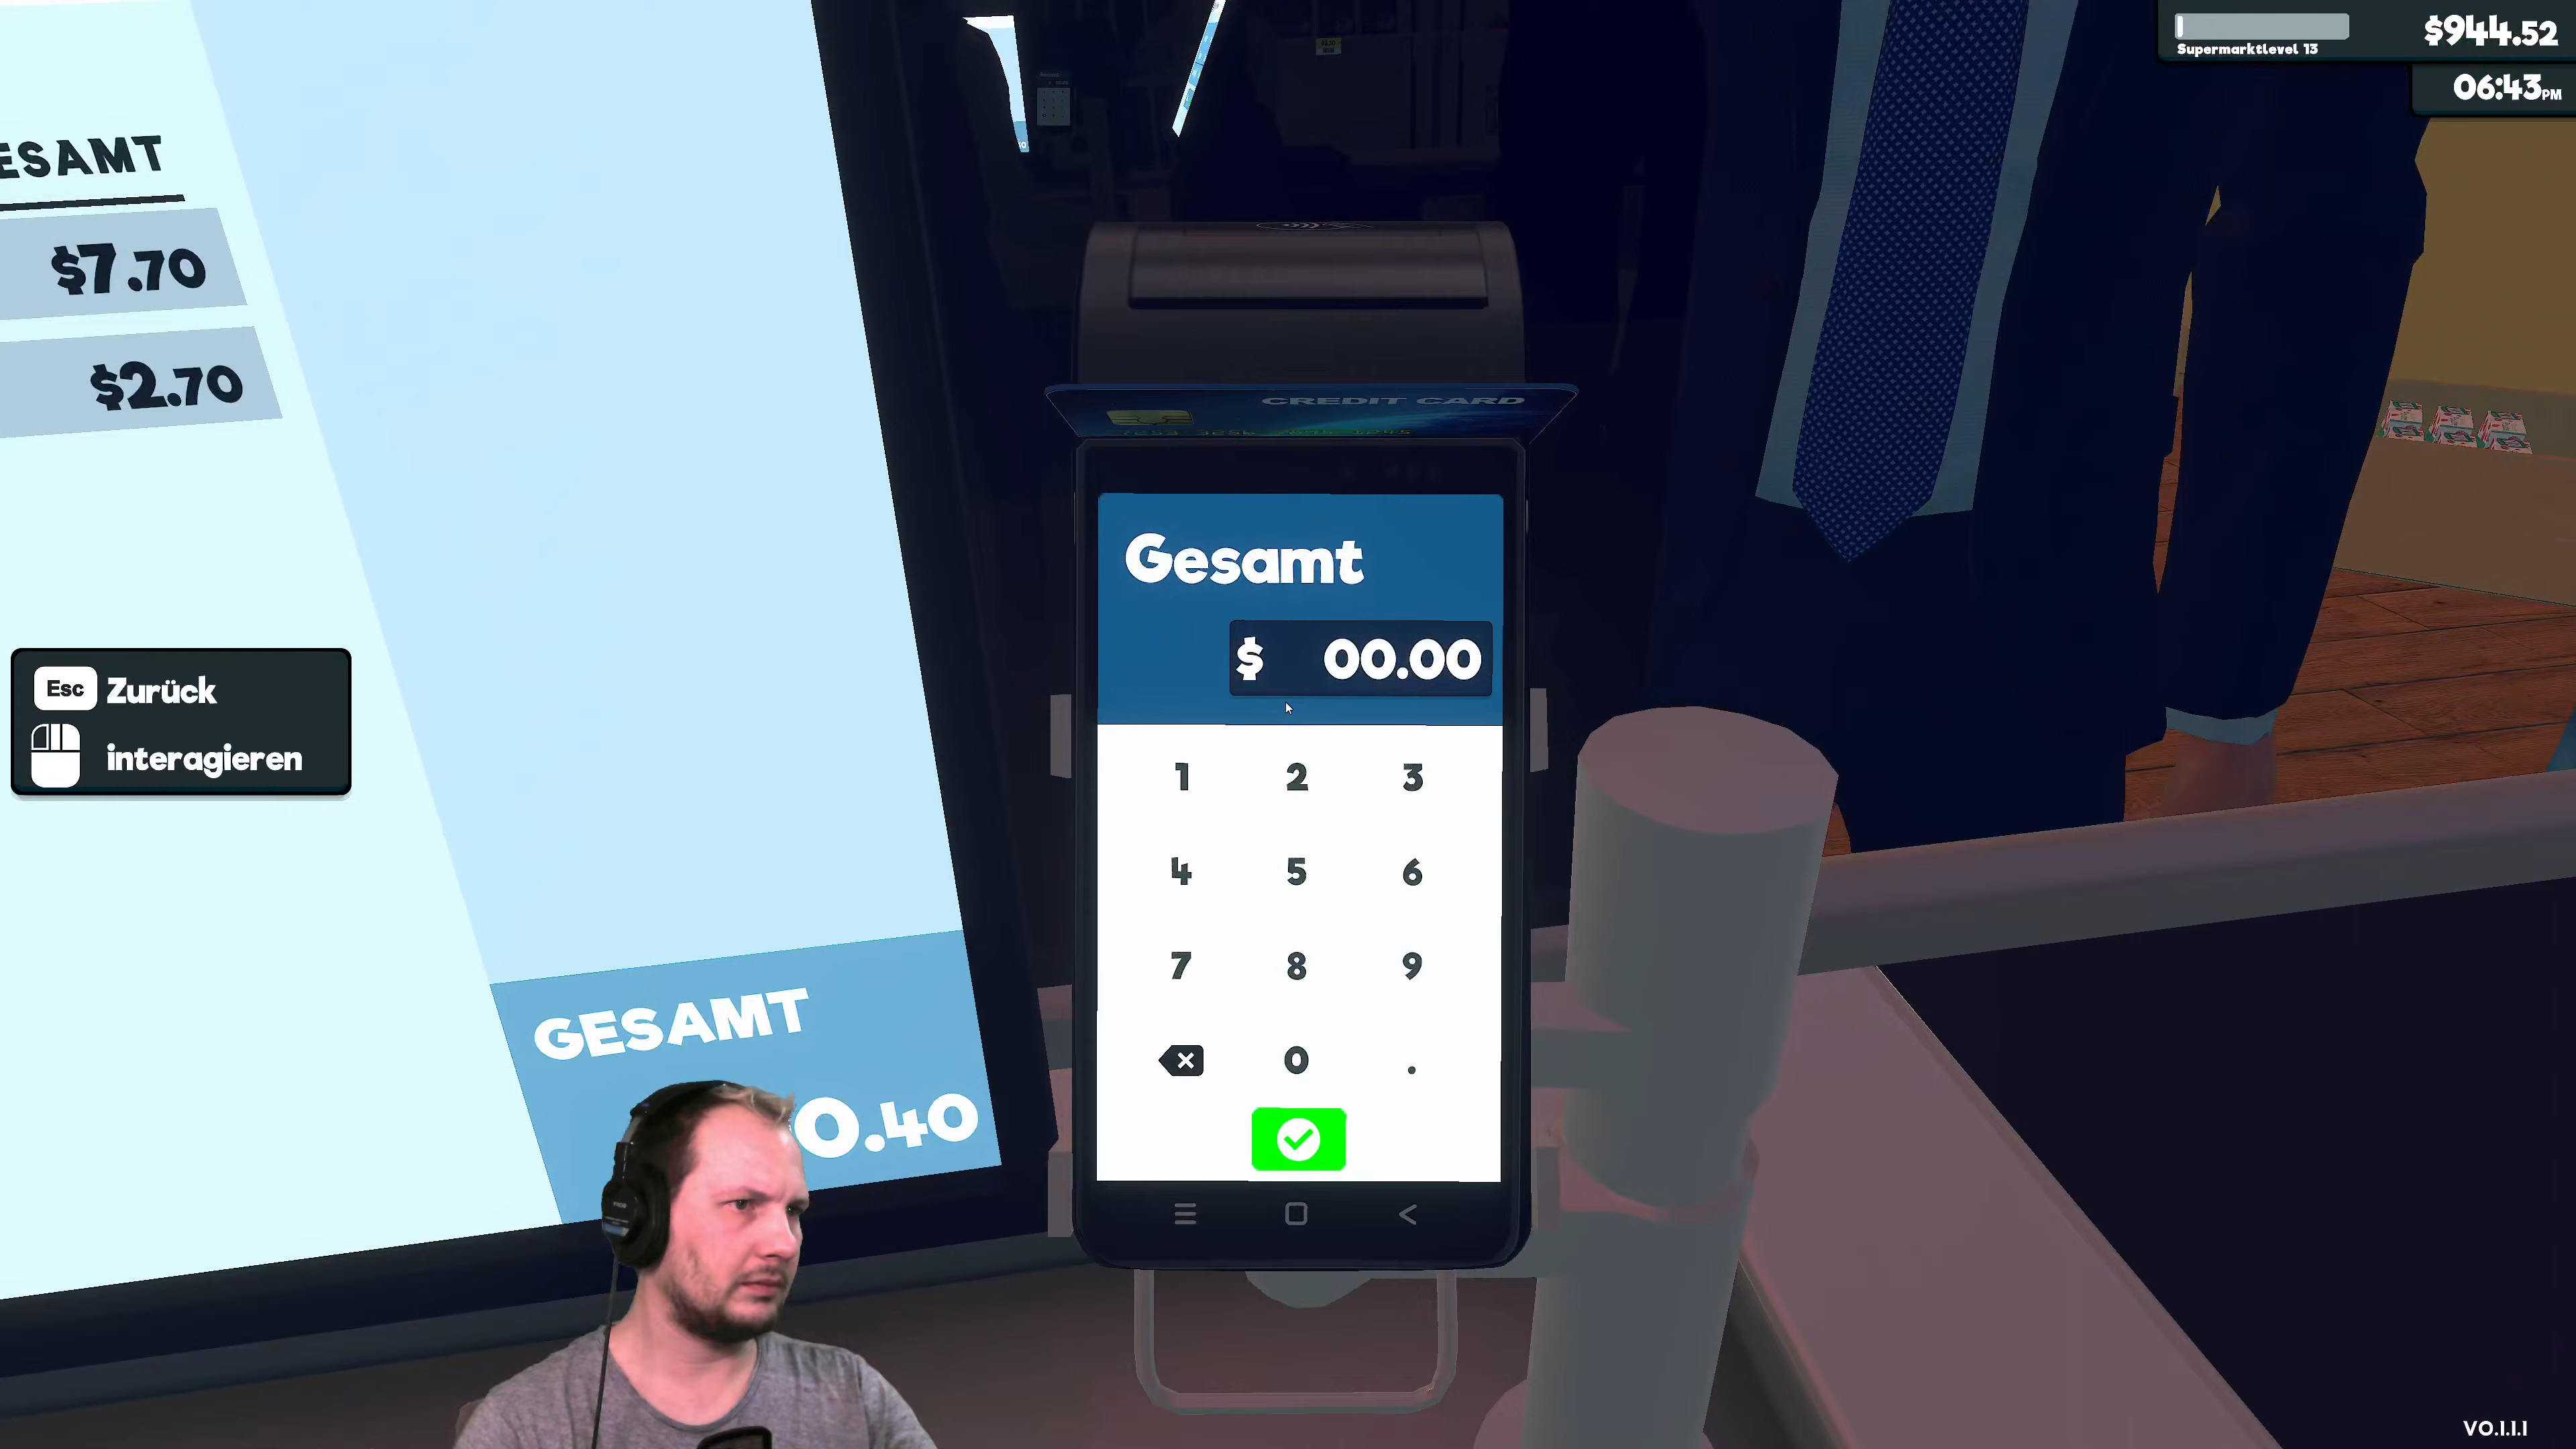 $944.52
Supermarktlevel 13
06:43PM
ESAMT
$7.70
$2.70
CREDIT CARD
Gesamt
$ 00.00
Esc Zurück
interagieren
1 2 3
4 5 6
7 8 9
0 .
GESAMT
0.40
V0.1.1.1